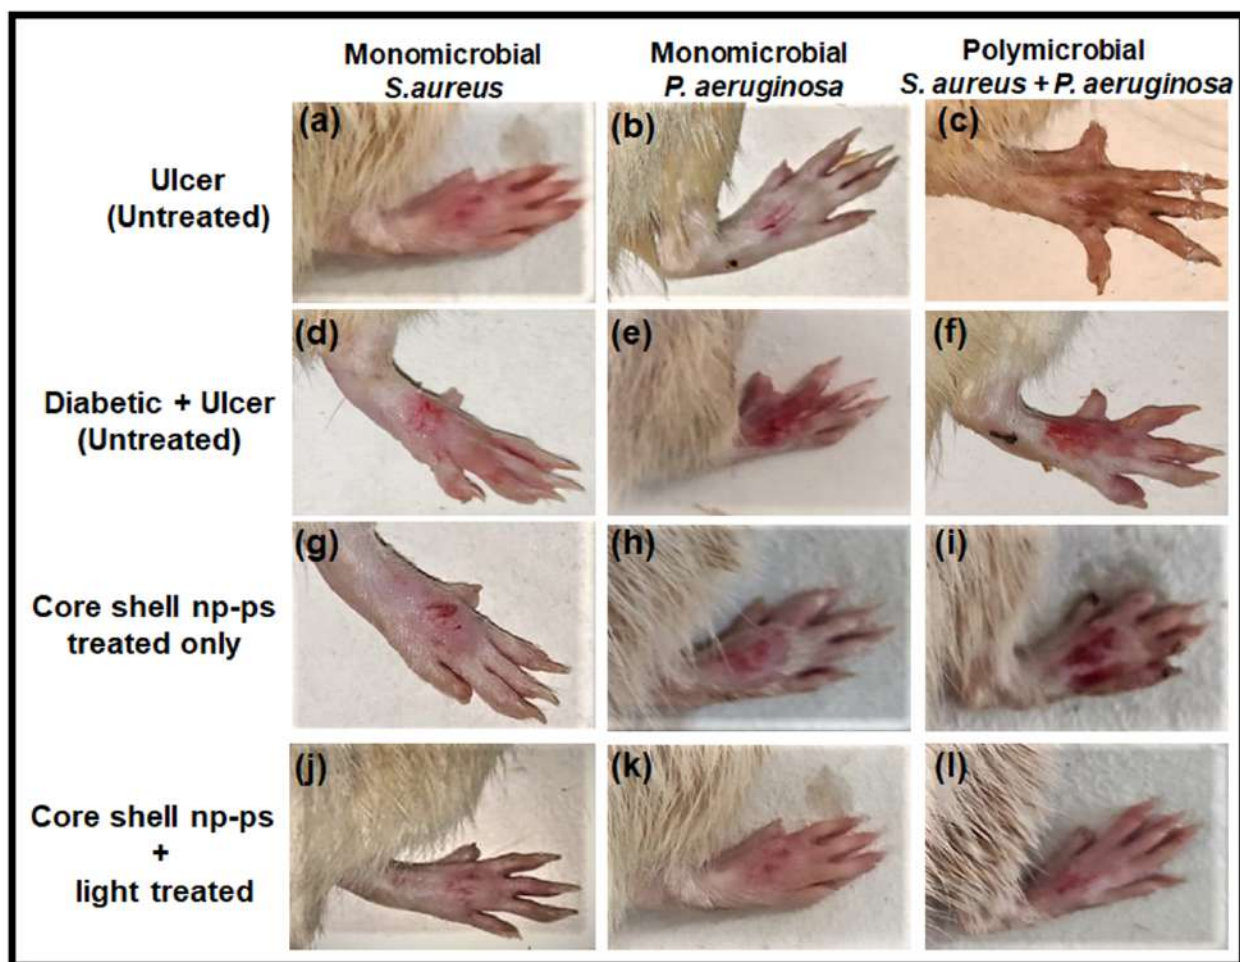 Monomicrobial
S.aureus
Monomicrobial
P. aeruginosa
Polymicrobial
S. aureus + P. aeruginosa
Ulcer
(Untreated)
(a)
(b)
(c)
Diabetic + Ulcer
(Untreated)
(d)
(e)
(f)
Core shell np-ps
treated only
(g)
(h)
(i)
Core shell np-ps
+
light treated
(j)
(k)
(l)